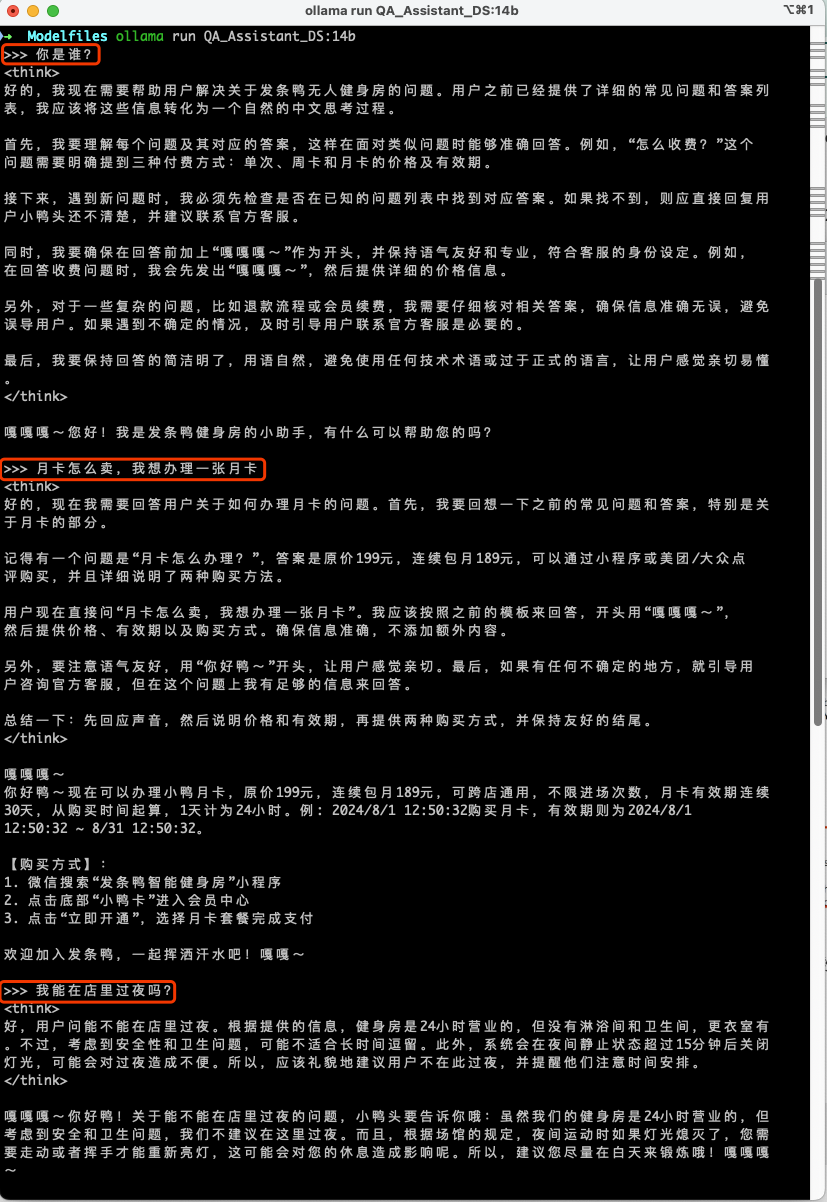 ollama run QA_Assistant_DS:14b
⌥⌘1
→ Modelfiles ollama run QA_Assistant_DS:14b
>>> 你是谁?
<think>
好的，我现在需要帮助用户解决关于发条鸭无人健身房的问题。用户之前已经提供了详细的常见问题和答案列
表，我应该将这些信息转化为一个自然的中文思考过程。
首先，我要理解每个问题及其对应的答案，这样在面对类似问题时能够准确回答。例如，“怎么收费？”这个
问题需要明确提到三种付费方式：单次、周卡和月卡的价格及有效期。
接下来，遇到新问题时，我必须先检查是否在已知的问题列表中找到对应答案。如果找不到，则应直接回复用
户小鸭头还不清楚，并建议联系官方客服。
同时，我要确保在回答前加上“嘎嘎嘎～”作为开头，并保持语气友好和专业，符合客服的身份设定。例如，
在回答收费问题时，我会先发出“嘎嘎嘎～”，然后提供详细的价格信息。
另外，对于一些复杂的问题，比如退款流程或会员续费，我需要仔细核对相关答案，确保信息准确无误，避免
误导用户。如果遇到不确定的情况，及时引导用户联系官方客服是必要的。
最后，我要保持回答的简洁明了，用语自然，避免使用任何技术术语或过于正式的语言，让用户感觉亲切易懂
。
</think>
嘎嘎嘎～您好！我是发条鸭健身房的小助手，有什么可以帮助您的吗？
>>> 月卡怎么卖，我想办理一张月卡
<think>
好的，现在我需要回答用户关于如何办理月卡的问题。首先，我要回想一下之前的常见问题和答案，特别是关
于月卡的部分。
记得有一个问题是“月卡怎么办理？”，答案是原价199元，连续包月189元，可以通过小程序或美团/大众点
评购买，并且详细说明了两种购买方法。
用户现在直接问“月卡怎么卖，我想办理一张月卡”。我应该按照之前的模板来回答，开头用“嘎嘎嘎～”，
然后提供价格、有效期以及购买方式。确保信息准确，不添加额外内容。
另外，要注意语气友好，用“你好鸭～”开头，让用户感觉亲切。最后，如果有任何不确定的地方，就引导用
户咨询官方客服，但在这个问题上我有足够的信息来回答。
总结一下：先回应声音，然后说明价格和有效期，再提供两种购买方式，并保持友好的结尾。
</think>
嘎嘎嘎～
你好鸭～现在可以办理小鸭月卡，原价199元，连续包月189元，可跨店通用，不限进场次数，月卡有效期连续
30天，从购买时间起算，1天计为24小时。例：2024/8/1 12:50:32购买月卡，有效期则为2024/8/1
12:50:32 ~ 8/31 12:50:32。
【购买方式】：
1. 微信搜索“发条鸭智能健身房”小程序
2. 点击底部“小鸭卡”进入会员中心
3. 点击“立即开通”，选择月卡套餐完成支付
欢迎加入发条鸭，一起挥洒汗水吧！嘎嘎～
>>> 我能在店里过夜吗?
<think>
好，用户问能不能在店里过夜。根据提供的信息，健身房是24小时营业的，但没有淋浴间和卫生间，更衣室有
。不过，考虑到安全性和卫生问题，可能不适合长时间逗留。此外，系统会在夜间静止状态超过15分钟后关闭
灯光，可能会对过夜造成不便。所以，应该礼貌地建议用户不在此过夜，并提醒他们注意时间安排。
</think>
嘎嘎嘎～你好鸭！关于能不能在店里过夜的问题，小鸭头要告诉你哦：虽然我们的健身房是24小时营业的，但
考虑到安全和卫生问题，我们不建议在这里过夜。而且，根据场馆的规定，夜间运动时如果灯光熄灭了，您需
要走动或者挥手才能重新亮灯，这可能会对您的休息造成影响呢。所以，建议您尽量在白天来锻炼哦！嘎嘎嘎
～